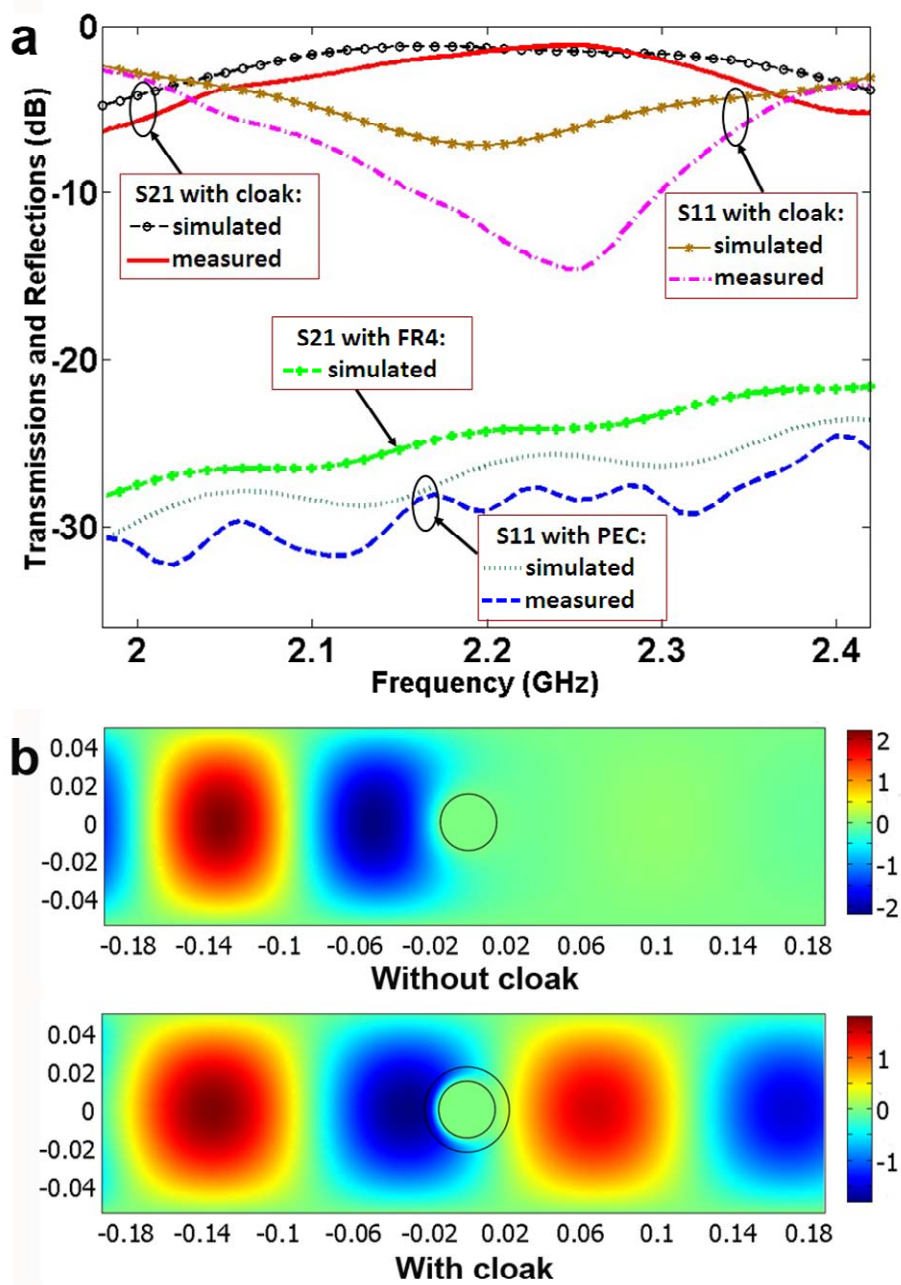 a
Transmissions and Reflections (dB)
0
-10
-20
-30
S21 with cloak:
simulated
measured
S11 with cloak:
simulated
measured
S21 with FR4:
simulated
S11 with PEC:
simulated
measured
2 2.1 2.2 2.3 2.4
Frequency (GHz)
b
0.04
0.02
0
-0.02
-0.04
2
1
0
-1
-2
-0.18 -0.14 -0.1 -0.06 -0.02 0.02 0.06 0.1 0.14 0.18
Without cloak
0.04
0.02
0
-0.02
-0.04
1
0
-1
-0.18 -0.14 -0.1 -0.06 -0.02 0.02 0.06 0.1 0.14 0.18
With cloak